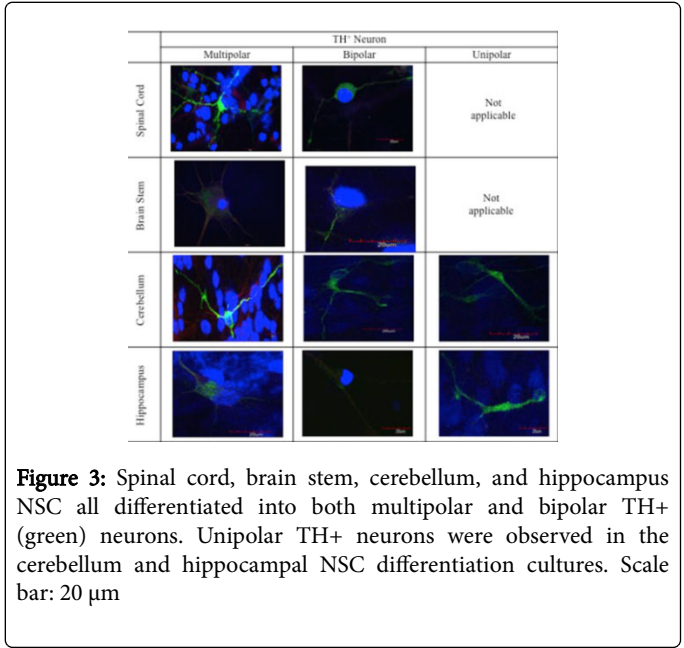 TH⁺ Neuron
Multipolar Bipolar Unipolar
Spinal Cord
Not
applicable
Brain Stem
Not
applicable
20µm
Cerebellum
20µm
Hippocampus
Figure 3: Spinal cord, brain stem, cerebellum, and hippocampus
NSC all differentiated into both multipolar and bipolar TH+
(green) neurons. Unipolar TH+ neurons were observed in the
cerebellum and hippocampal NSC differentiation cultures. Scale
bar: 20 µm